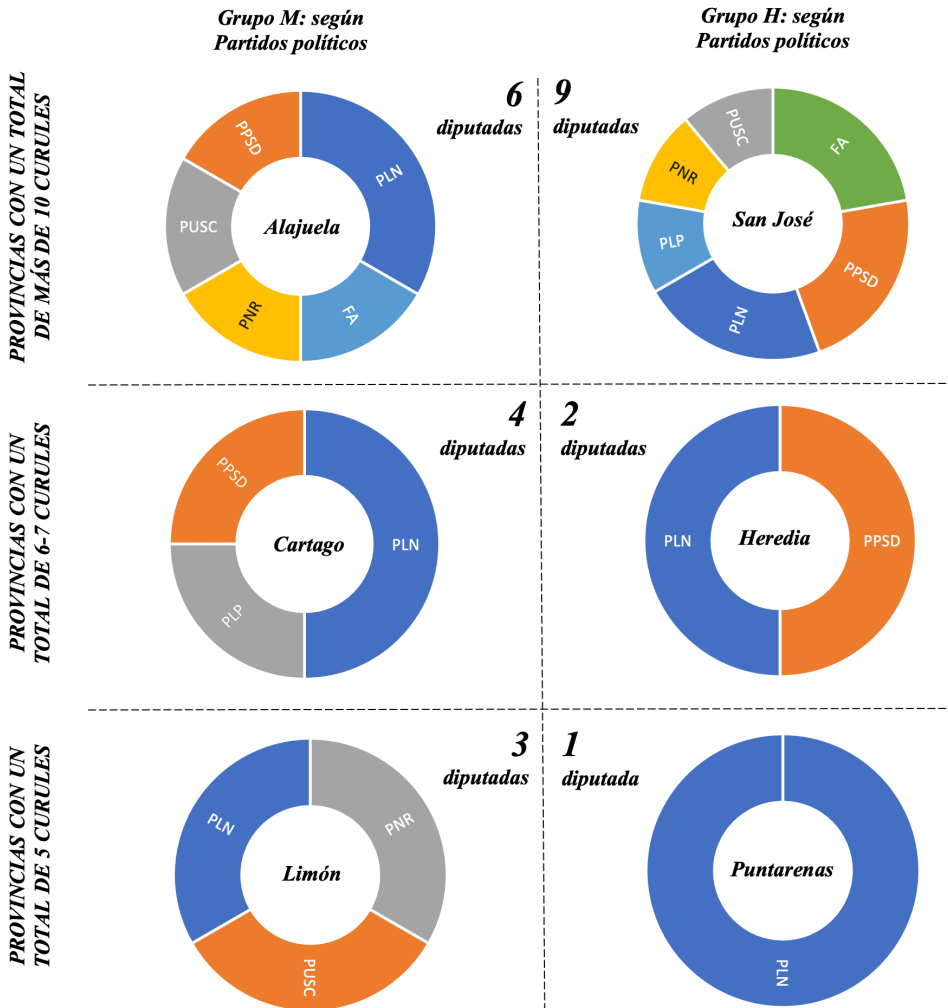 Grupo M: según
Partidos políticos
Grupo H: según
Partidos políticos
PROVINCIAS CON UN TOTAL
DE MÁS DE 10 CURULES
6
diputadas
PPSD
PLN
PUSC
Alajuela
PNR
FA
9
diputadas
PUSC
FA
PNR
San José
PLP
PPSD
PLN
PROVINCIAS CON UN
TOTAL DE 6-7 CURULES
4
diputadas
PPSD
PLN
Cartago
PLP
2
diputadas
PLN
Heredia
PPSD
PROVINCIAS CON UN
TOTAL DE 5 CURULES
3
diputadas
PLN
PNR
Limón
PUSC
1
diputada
Puntarenas
PLN